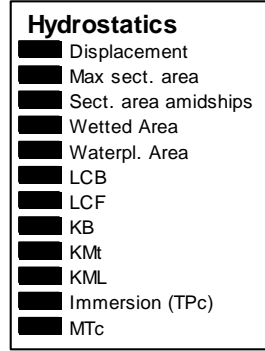 Hydrostatics
Displacement
Max sect. area
Sect. area amidships
Wetted Area
Waterpl. Area
LCB
LCF
KB
KMt
KML
Immersion (TPc)
MTc